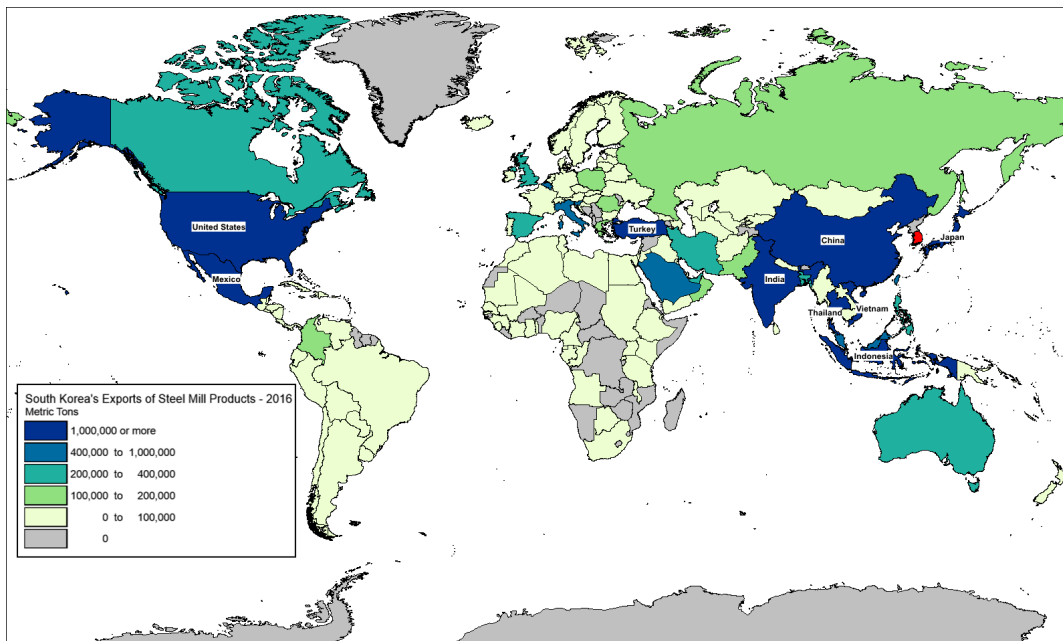 United States
Mexico
Turkey
China
Japan
India
Vietnam
Thailand
Indonesia
South Korea's Exports of Steel Mill Products - 2016
Metric Tons
1,000,000 or more
400,000 to 1,000,000
200,000 to 400,000
100,000 to 200,000
0 to 100,000
0